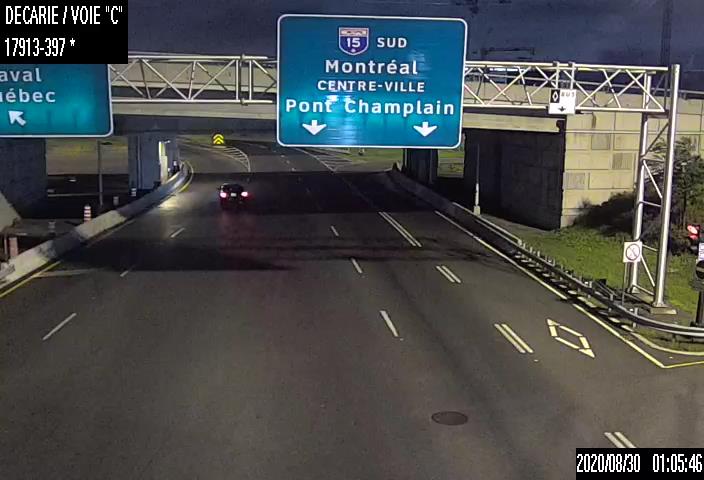 DECARIE / VOIE "C"
17913-397 *
aval
uébec
15 SUD
Montréal
CENTRE-VILLE
Pont Champlain
BUS
2020/08/30 01:05:46